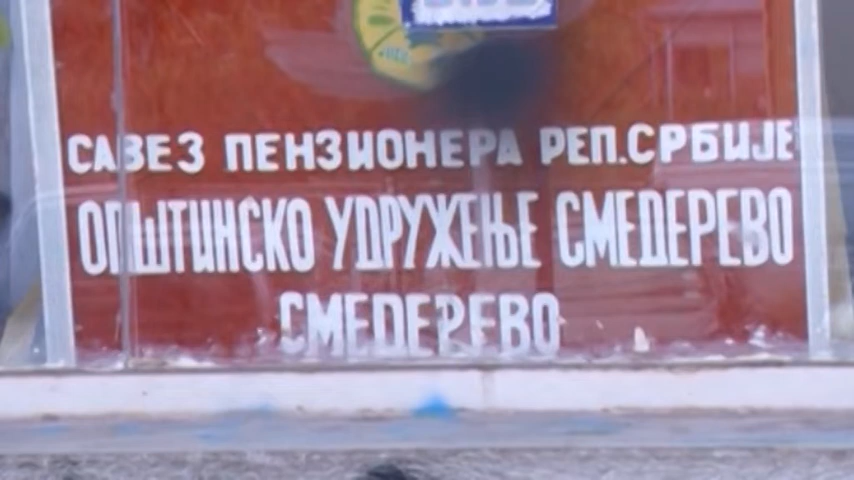 САВЕЗ ПЕНЗИОНЕРА РЕП.СРБИЈЕ
ОПШТИНСКО УДРУЖЕЊЕ СМЕДЕРЕВО
СМЕДЕРЕВО